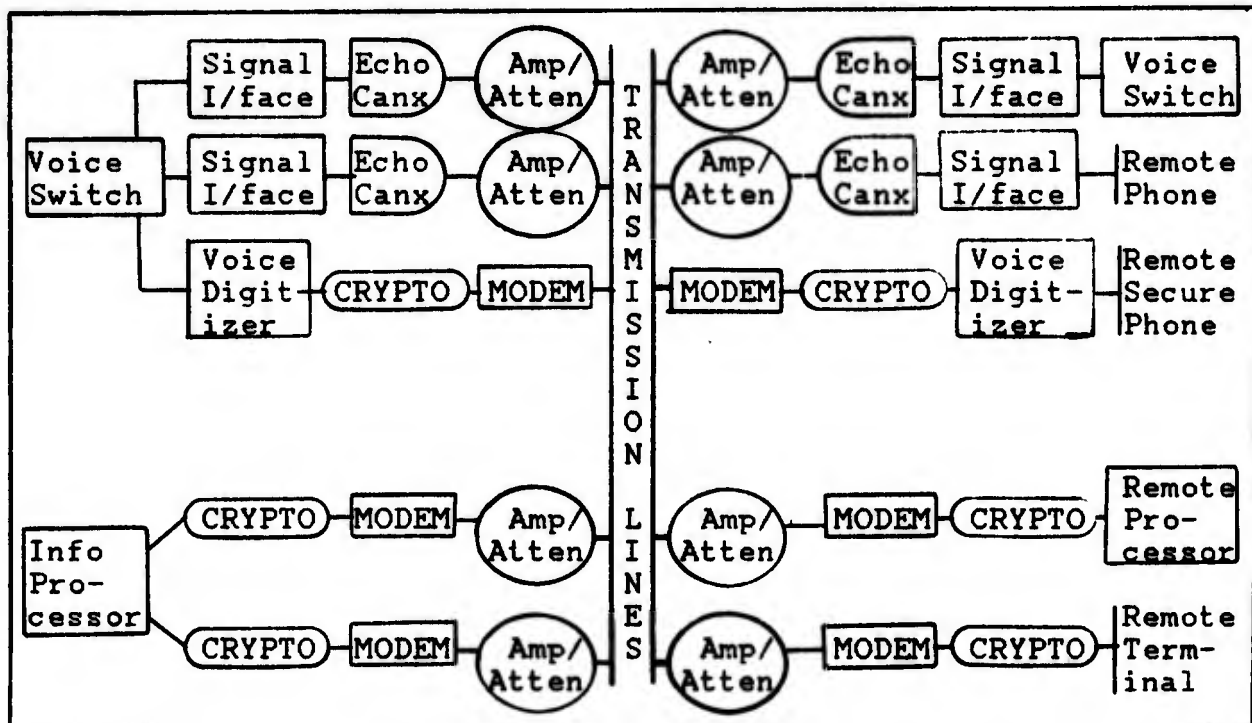 Signal I/face
Echo Canx
Amp/ Atten
Amp/ Atten
Echo Canx
Signal I/face
Voice Switch
Voice Switch
Signal I/face
Echo Canx
Amp/ Atten
Amp/ Atten
Echo Canx
Signal I/face
Remote Phone
Voice Digit- izer
CRYPTO
MODEM
MODEM
CRYPTO
Voice Digit- izer
Remote Secure Phone
TRANSMISSION LINES
Info Pro- cessor
CRYPTO
MODEM
Amp/ Atten
Amp/ Atten
MODEM
CRYPTO
Remote Pro- cessor
CRYPTO
MODEM
Amp/ Atten
Amp/ Atten
MODEM
CRYPTO
Remote Term- inal